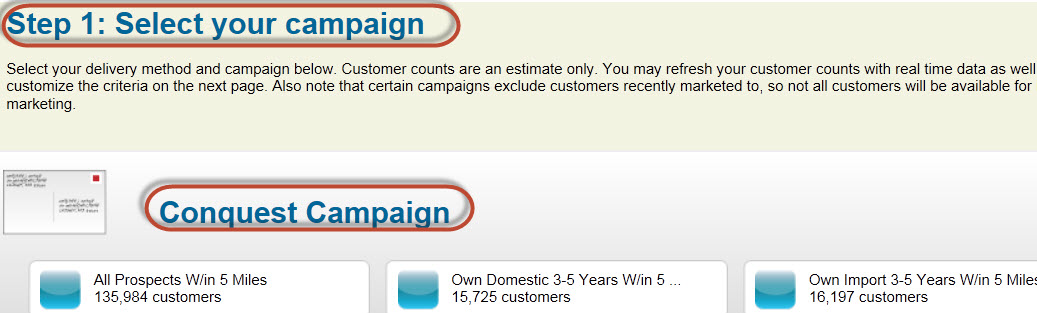 Step 1: Select your campaign
Select your delivery method and campaign below. Customer counts are an estimate only. You may refresh your customer counts with real time data as well
customize the criteria on the next page. Also note that certain campaigns exclude customers recently marketed to, so not all customers will be available for
marketing.
Conquest Campaign
All Prospects W/in 5 Miles
135,984 customers
Own Domestic 3-5 Years W/in 5 ...
15,725 customers
Own Import 3-5 Years W/in 5 Miles
16,197 customers